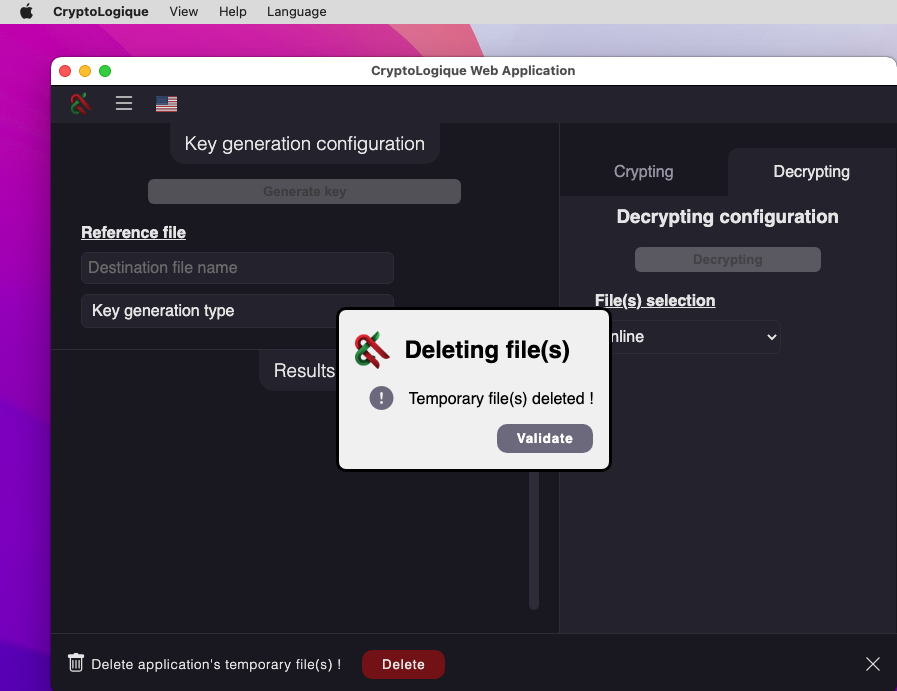 CryptoLogique View Help Language
CryptoLogique Web Application
Key generation configuration
Generate key
Reference file
Destination file name
Key generation type
Results
Crypting Decrypting
Decrypting configuration
Decrypting
File(s) selection
nline
Deleting file(s)
! Temporary file(s) deleted !
Validate
Delete application's temporary file(s) ! Delete